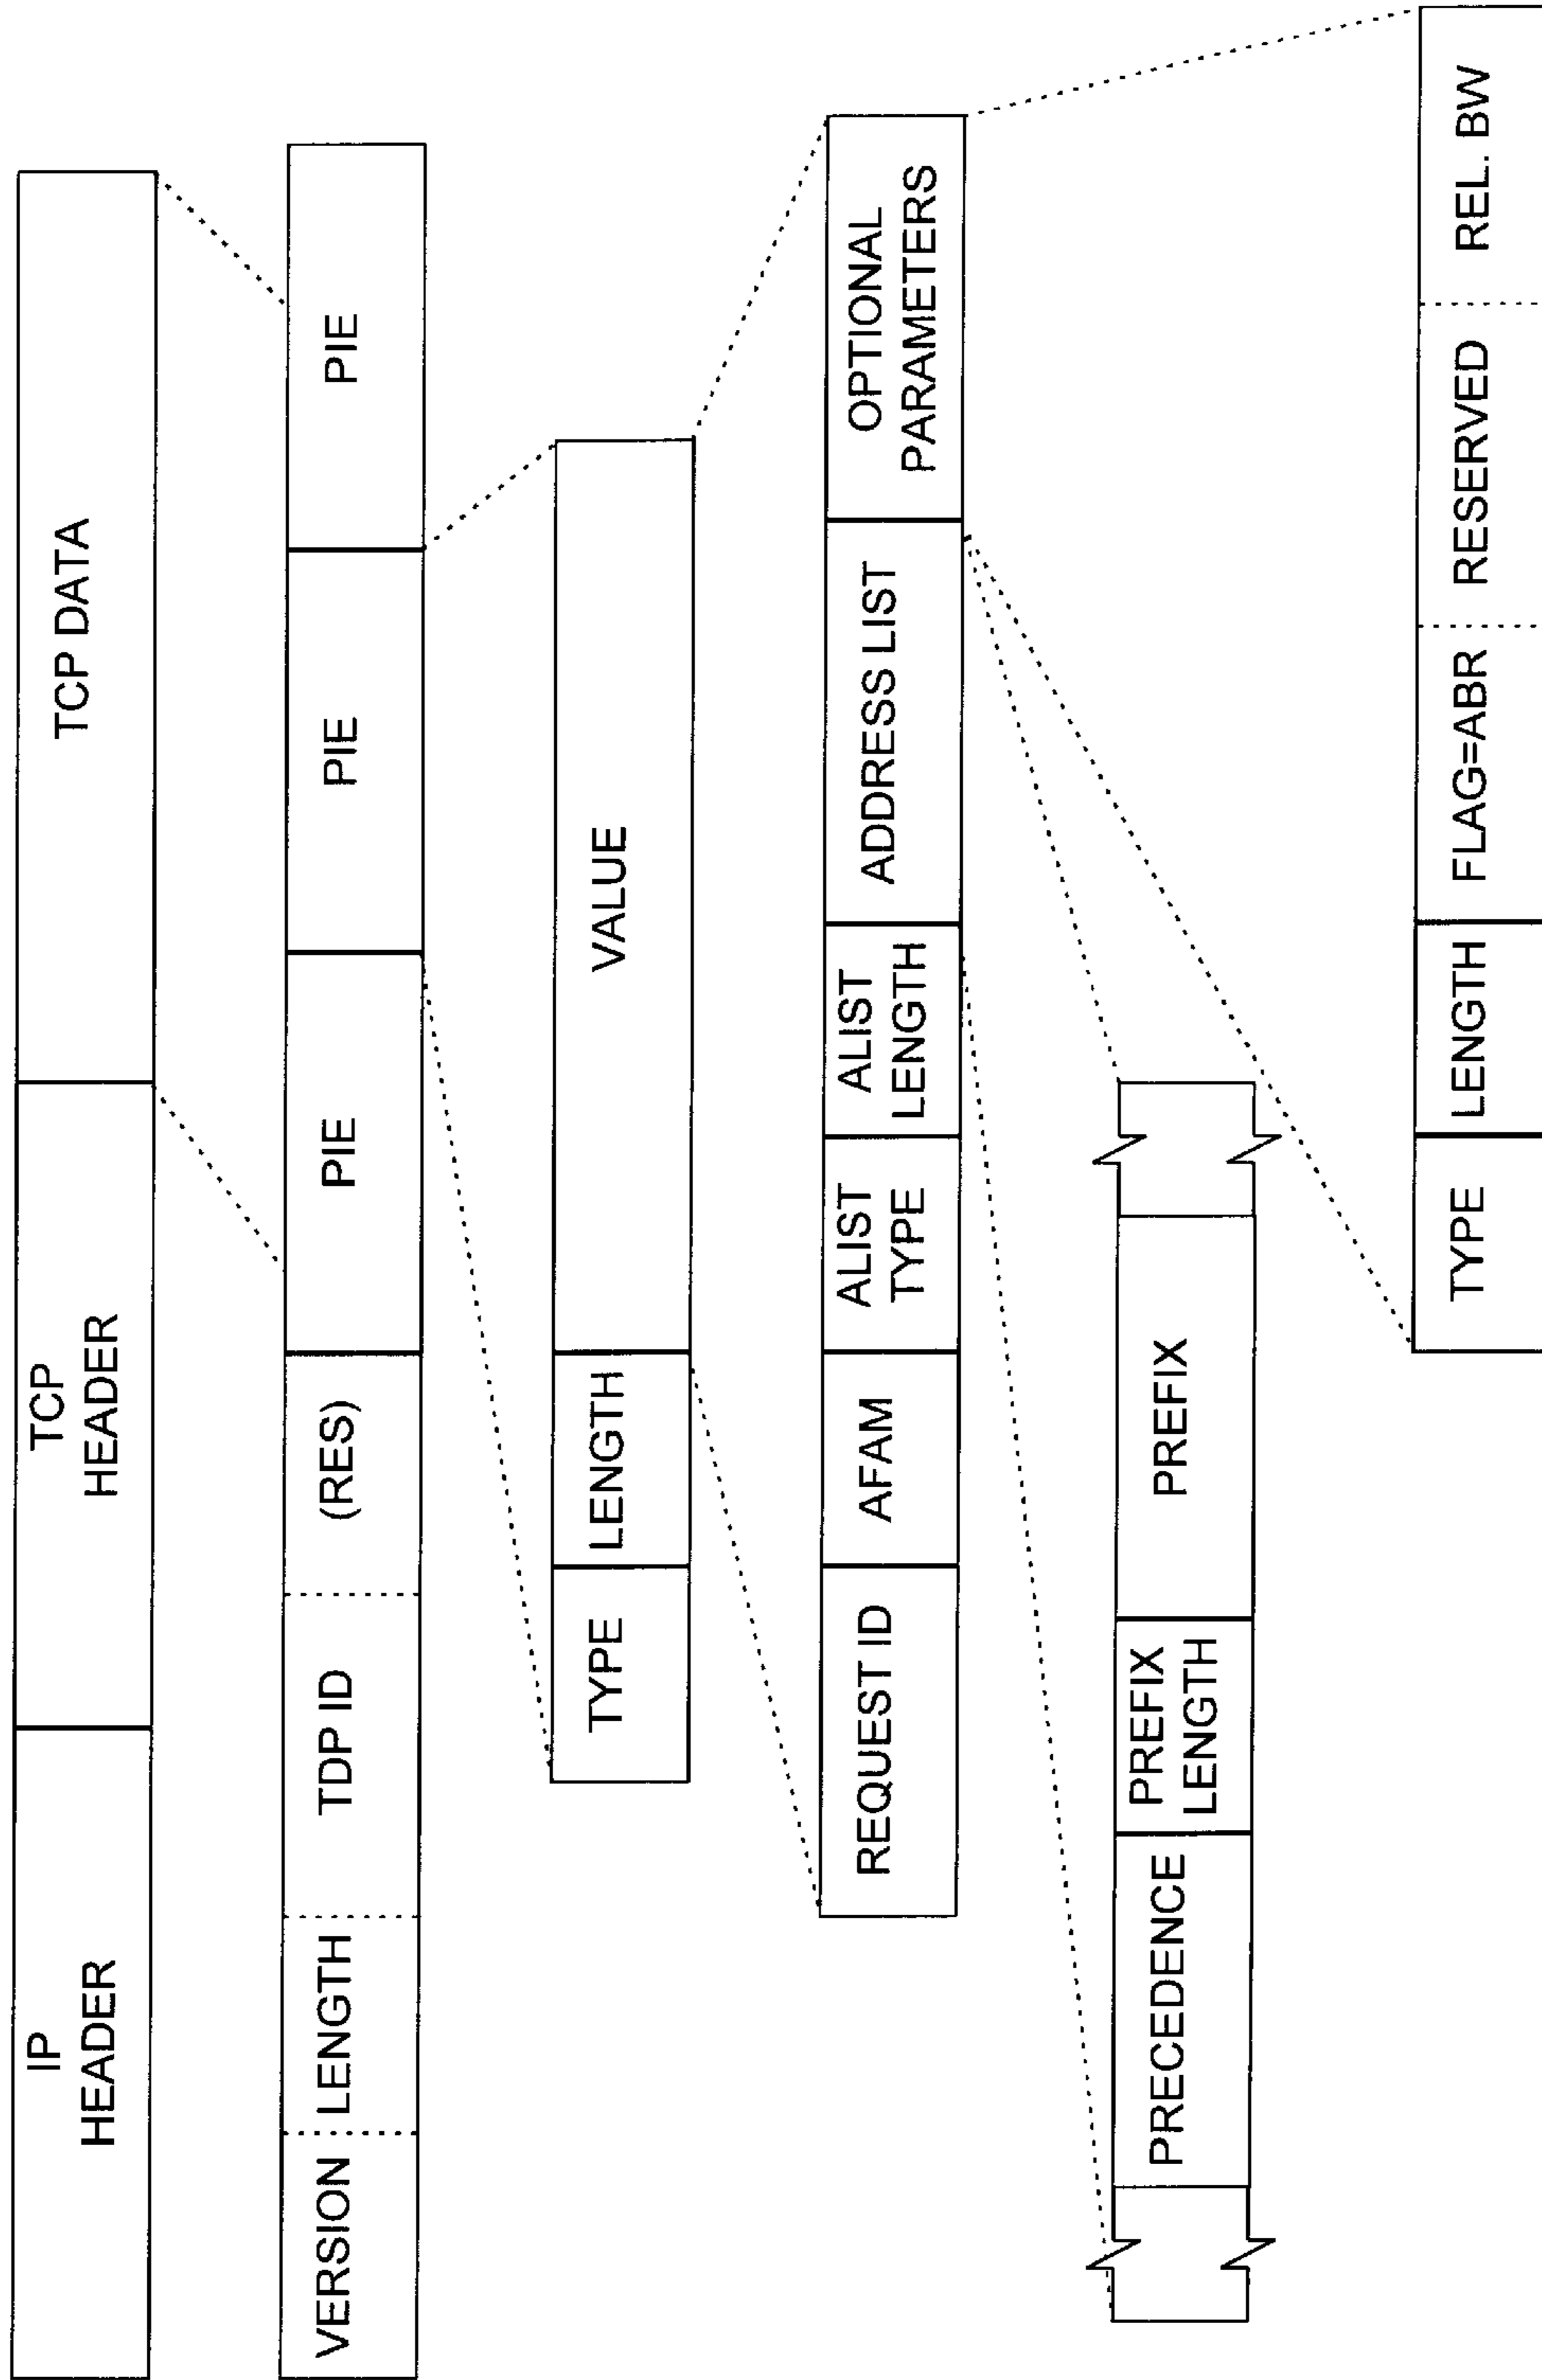 IP
HEADER
TCP
HEADER
TCP DATA
VERSION
LENGTH
TDP ID
(RES)
PIE
PIE
PIE
TYPE
LENGTH
VALUE
REQUEST ID
AFAM
ALIST
TYPE
ALIST
LENGTH
ADDRESS LIST
OPTIONAL
PARAMETERS
PRECEDENCE
PREFIX
LENGTH
PREFIX
TYPE
LENGTH
FLAG=ABR
RESERVED
REL. BW